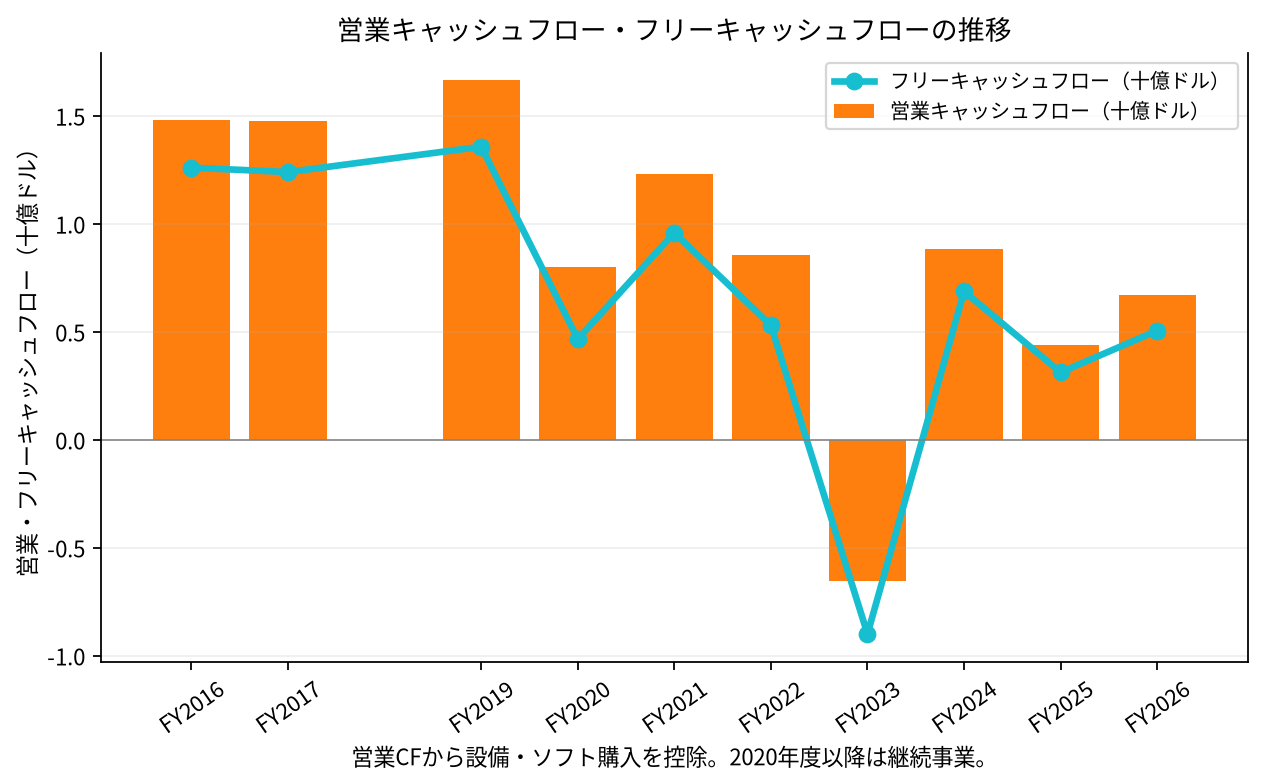 営業キャッシュフロー・フリーキャッシュフローの推移
フリーキャッシュフロー（十億ドル）
営業キャッシュフロー（十億ドル）
営業・フリーキャッシュフロー（十億ドル）
1.5
1.0
0.5
0.0
-0.5
-1.0
FY2016
FY2017
FY2019
FY2020
FY2021
FY2022
FY2023
FY2024
FY2025
FY2026
営業CFから設備・ソフト購入を控除。2020年度以降は継続事業。